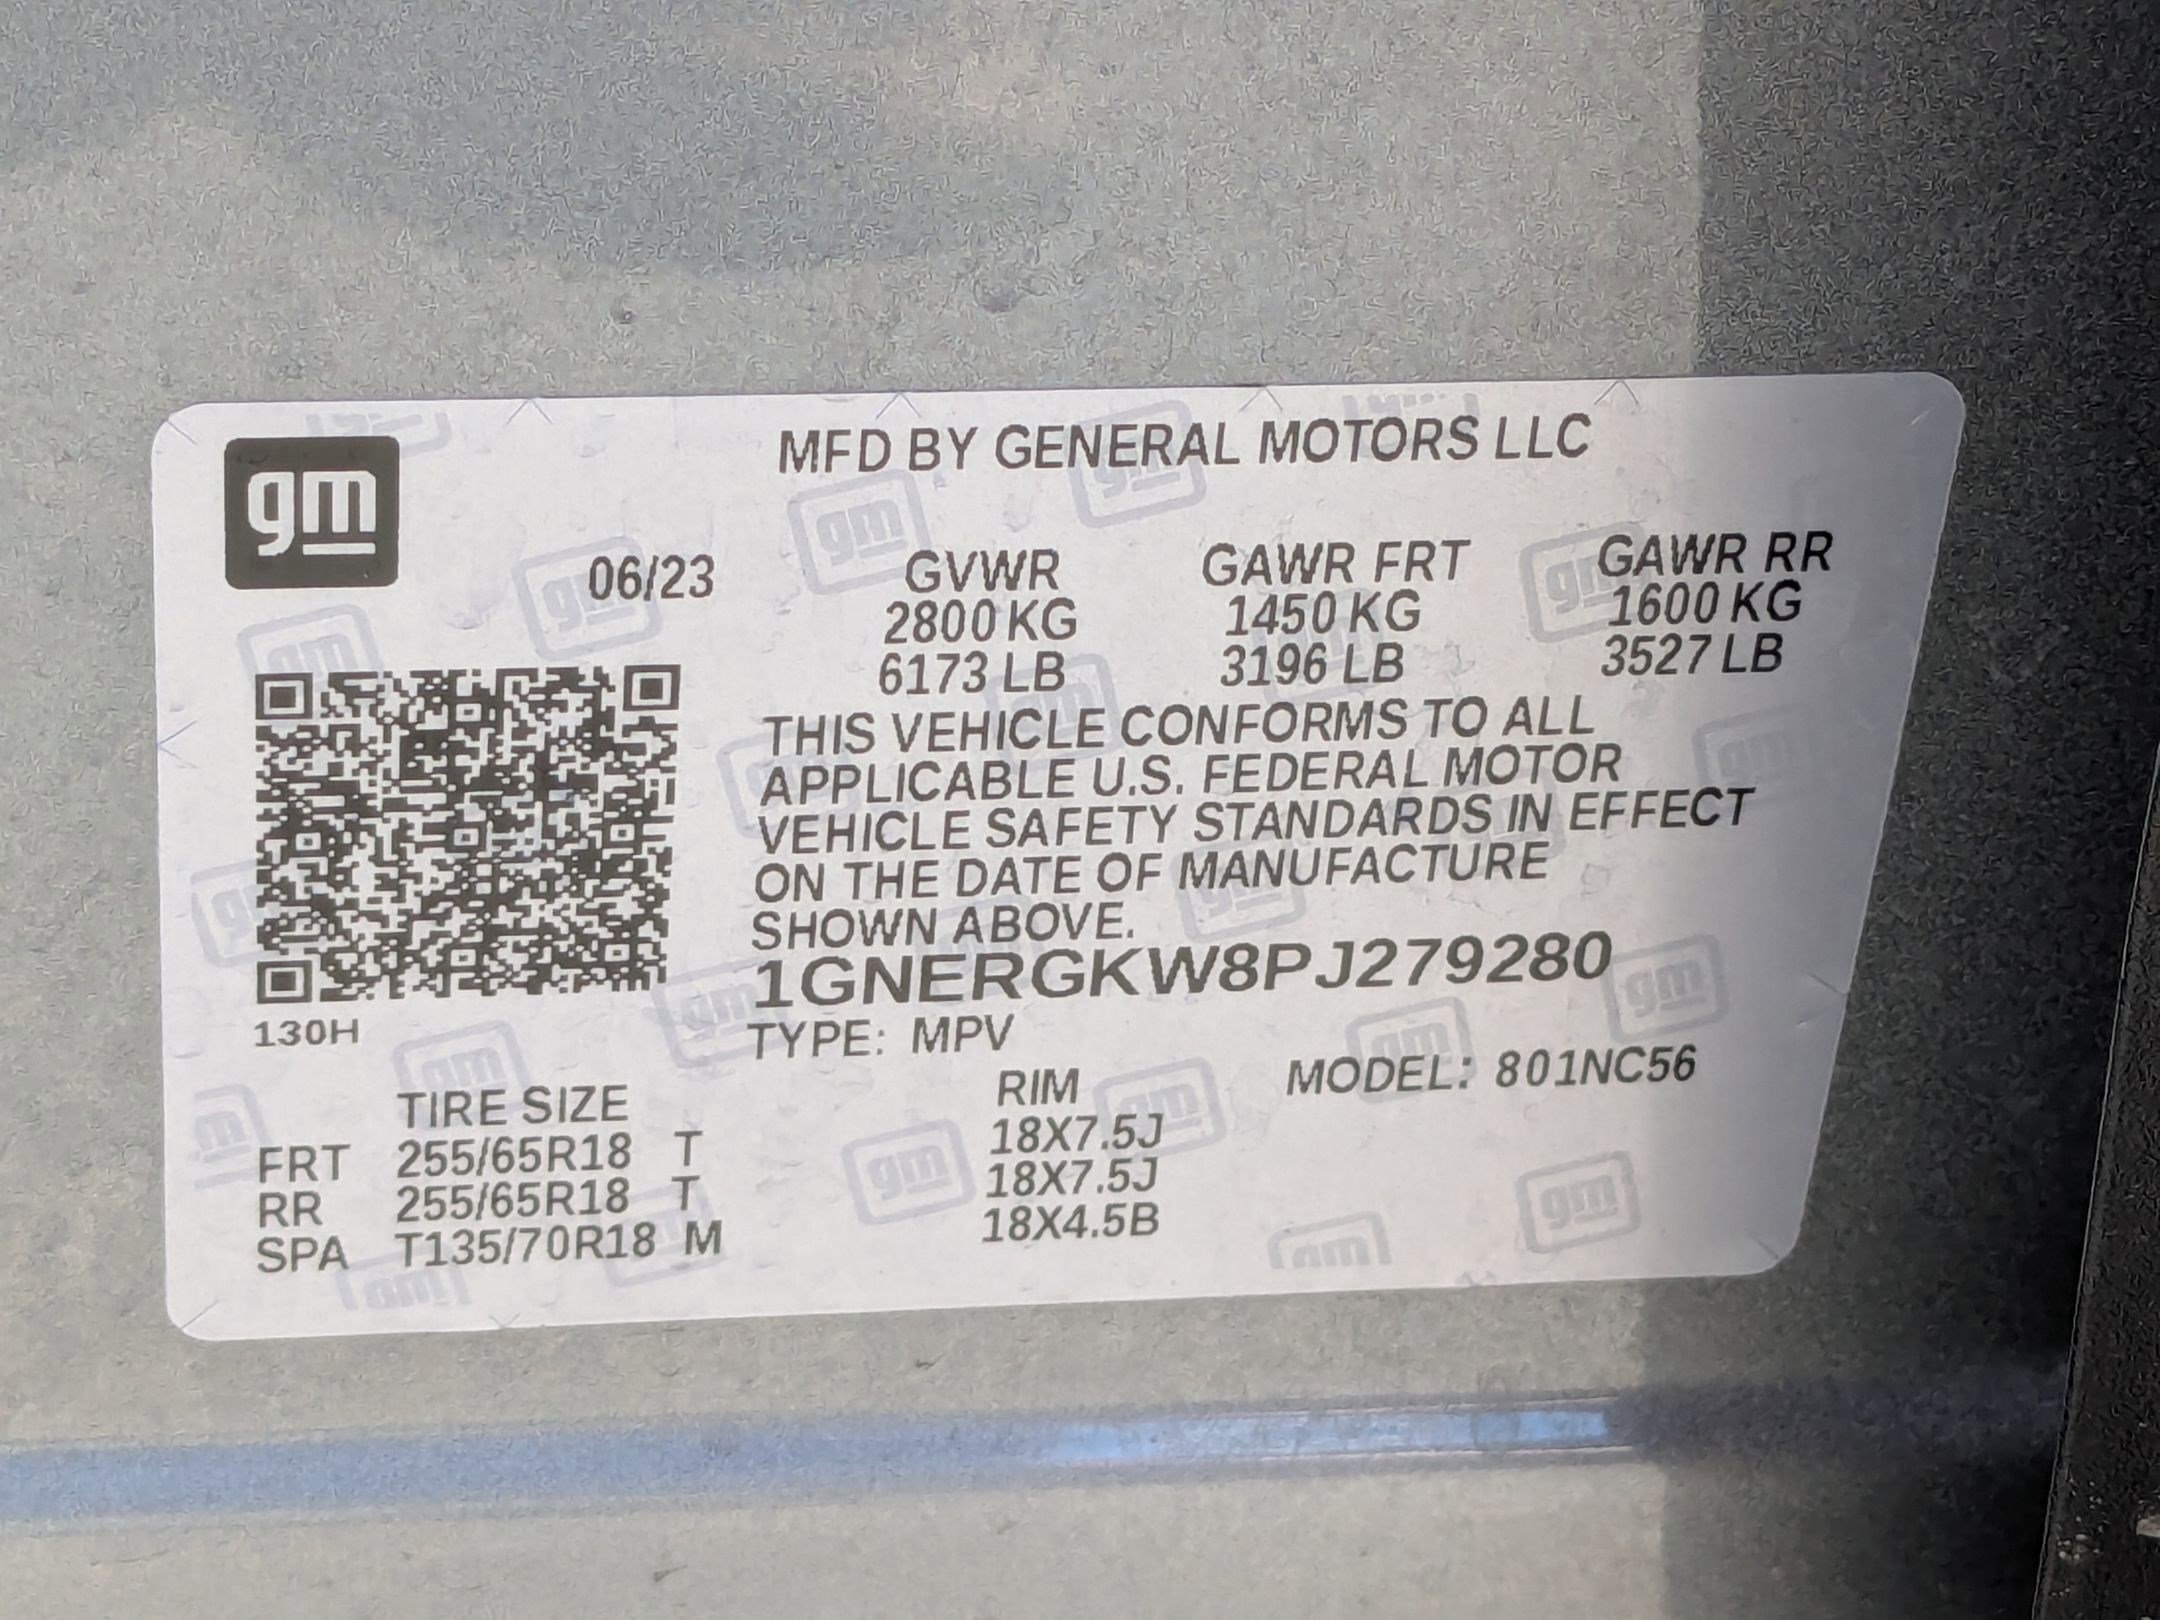 gm
MFD BY GENERAL MOTORS LLC
06/23 GVWR GAWR FRT GAWR RR
2800 KG 1450 KG 1600 KG
6173 LB 3196 LB 3527 LB
THIS VEHICLE CONFORMS TO ALL
APPLICABLE U.S. FEDERAL MOTOR
VEHICLE SAFETY STANDARDS IN EFFECT
ON THE DATE OF MANUFACTURE
SHOWN ABOVE.
1GNERGKW8PJ279280
130H
TYPE: MPV
MODEL: 801NC56
TIRE SIZE RIM
FRT 255/65R18 T 18X7.5J
RR 255/65R18 T 18X7.5J
SPA T135/70R18 M 18X4.5B